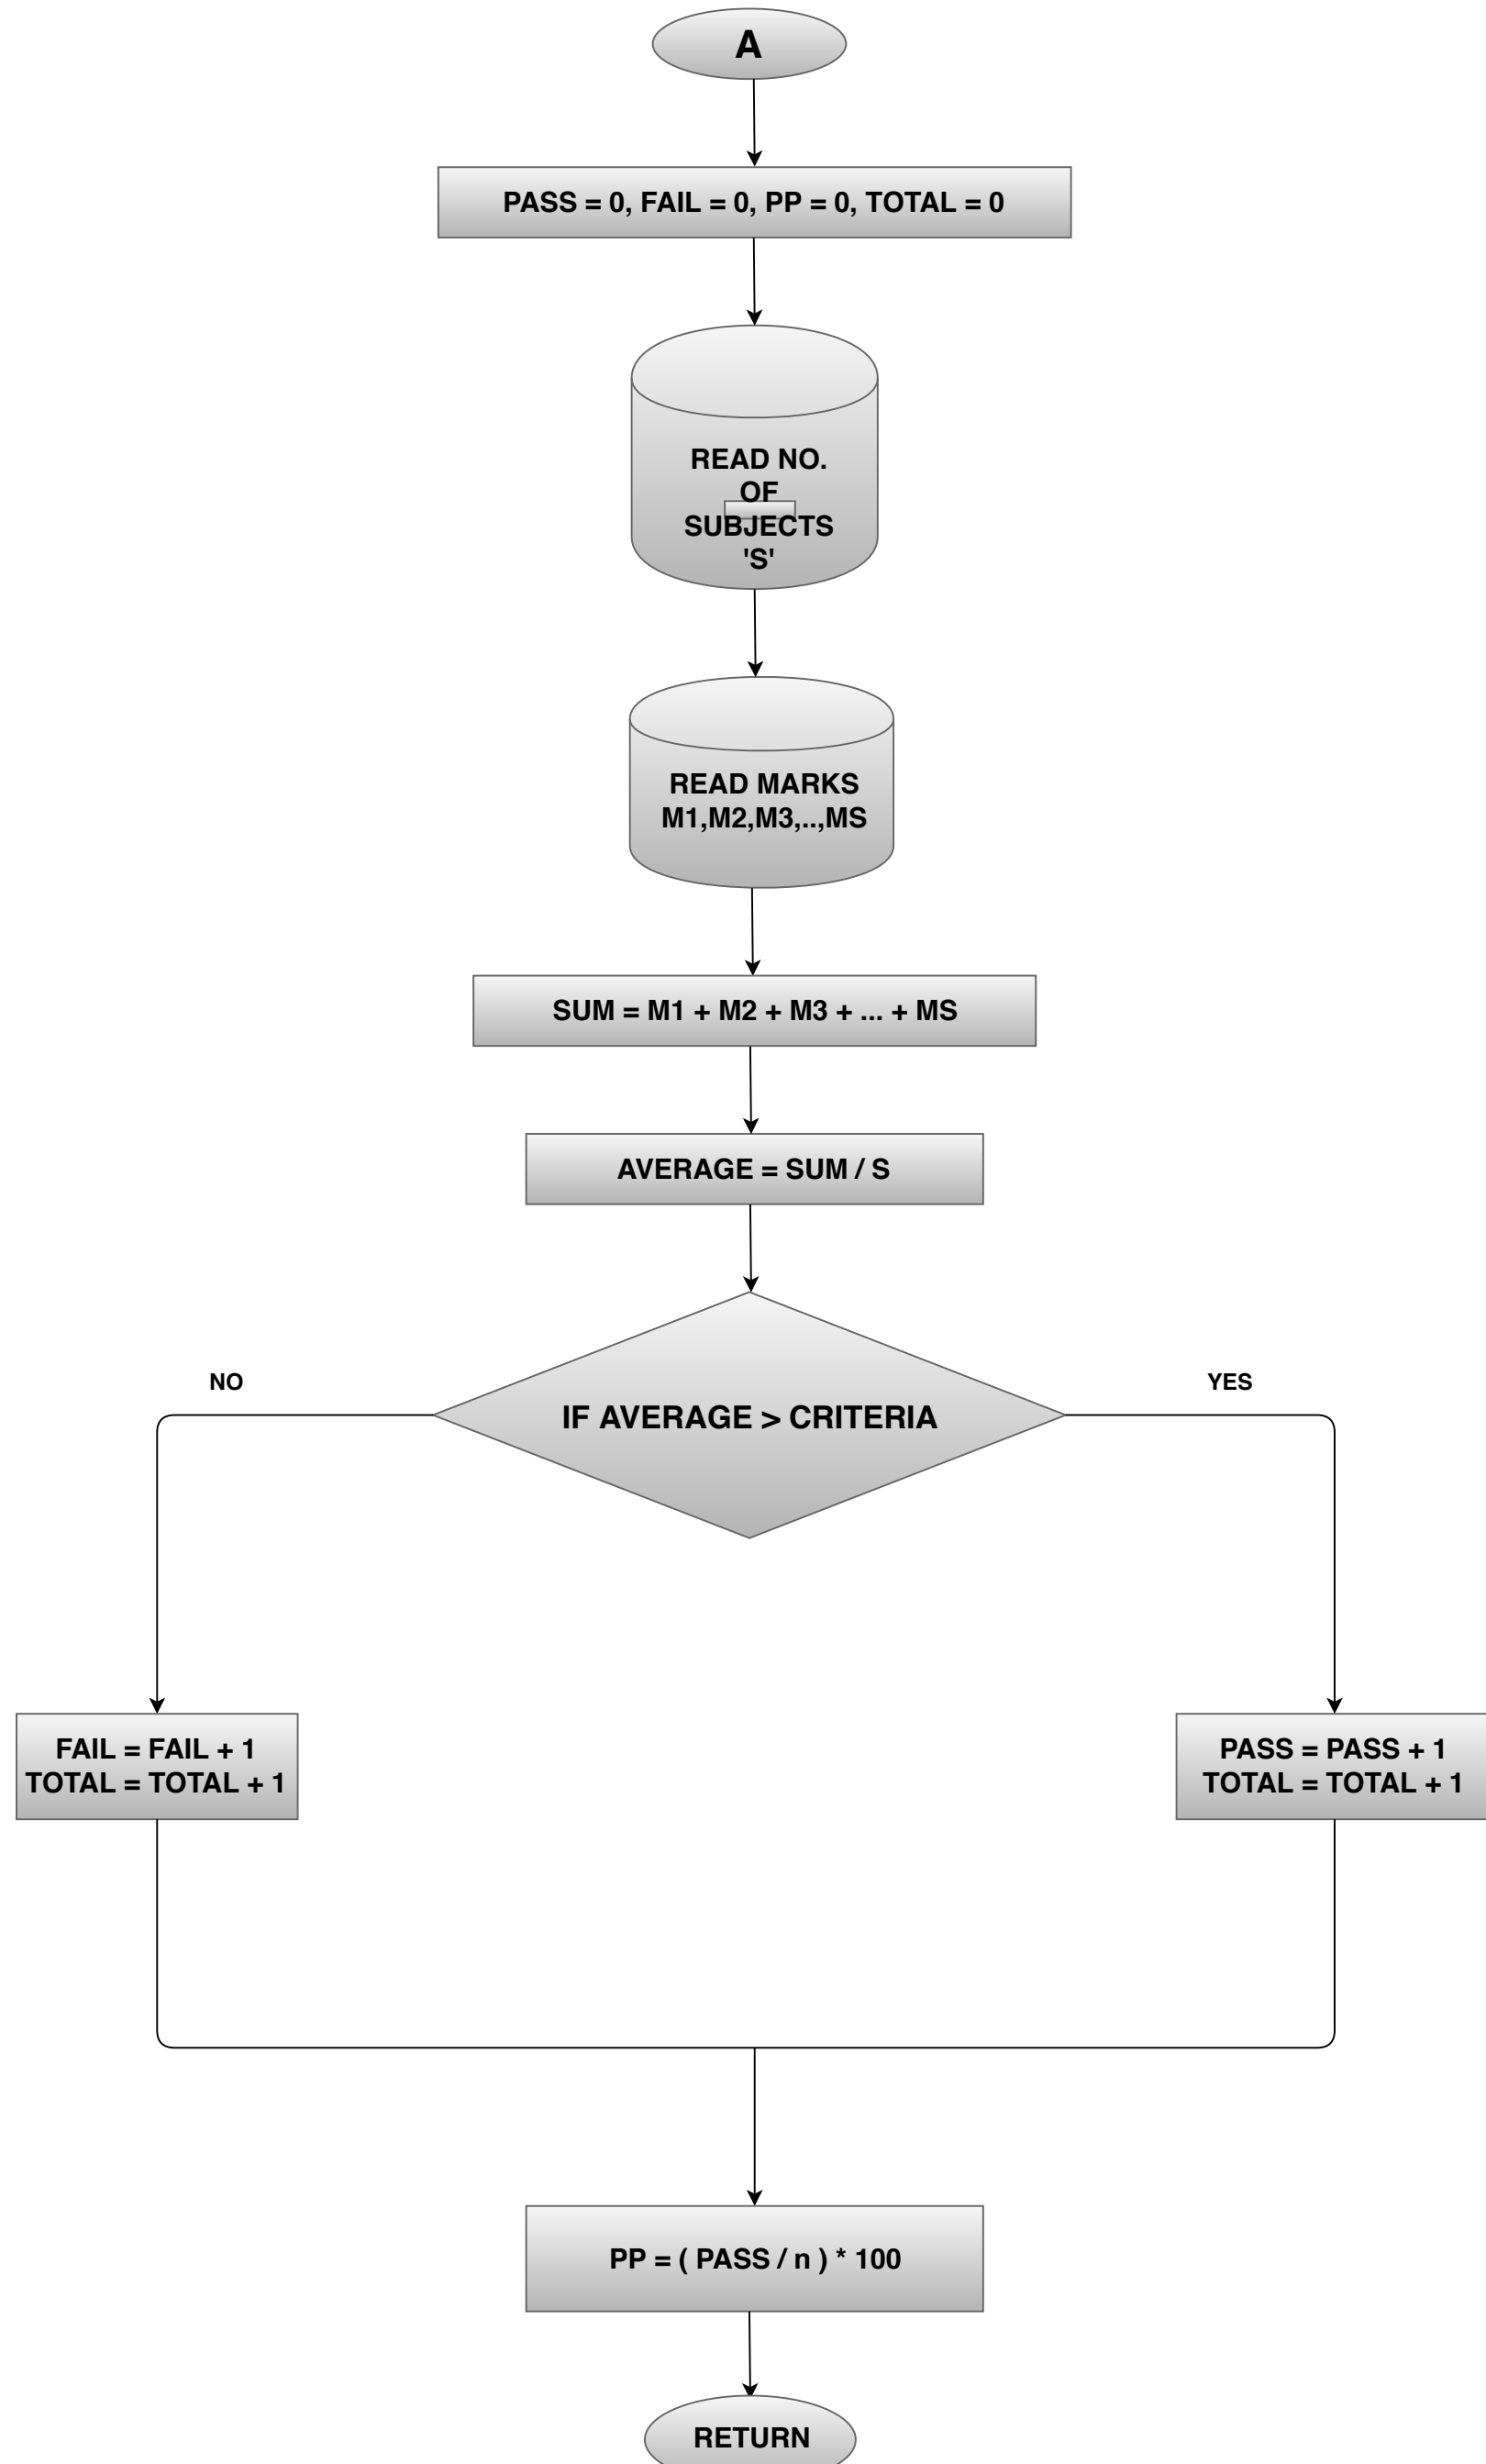 A
PASS = 0, FAIL = 0, PP = 0, TOTAL = 0
READ NO.
OF
SUBJECTS
'S'
READ MARKS
M1,M2,M3,..,MS
SUM = M1 + M2 + M3 + ... + MS
AVERAGE = SUM / S
NO
YES
IF AVERAGE > CRITERIA
FAIL = FAIL + 1
TOTAL = TOTAL + 1
PASS = PASS + 1
TOTAL = TOTAL + 1
PP = ( PASS / n ) * 100
RETURN